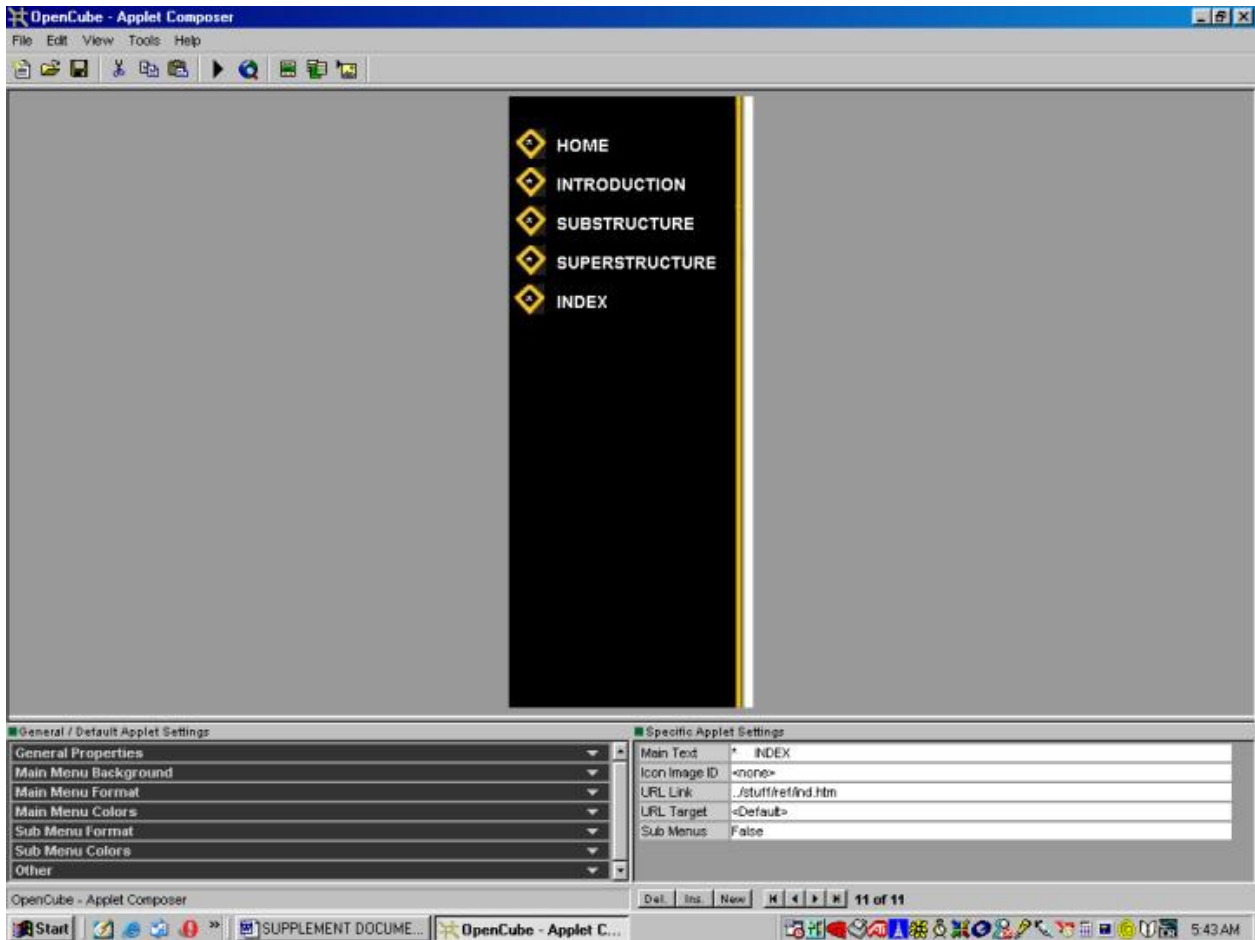 OpenCube - Applet Composer
File Edit View Tools Help
HOME
INTRODUCTION
SUBSTRUCTURE
SUPERSTRUCTURE
INDEX
General / Default Applet Settings
General Properties
Main Menu Background
Main Menu Format
Main Menu Colors
Sub Menu Format
Sub Menu Colors
Other
Specific Applet Settings
Main Text * INDEX
Icon Image ID <none>
URL Link ../stuff/ref/ind.htm
URL Target <Default>
Sub Menus False
OpenCube - Applet Composer
Del. Ins. New 11 of 11
Start » SUPPLEMENT DOCUME... OpenCube - Applet C... 5:43 AM